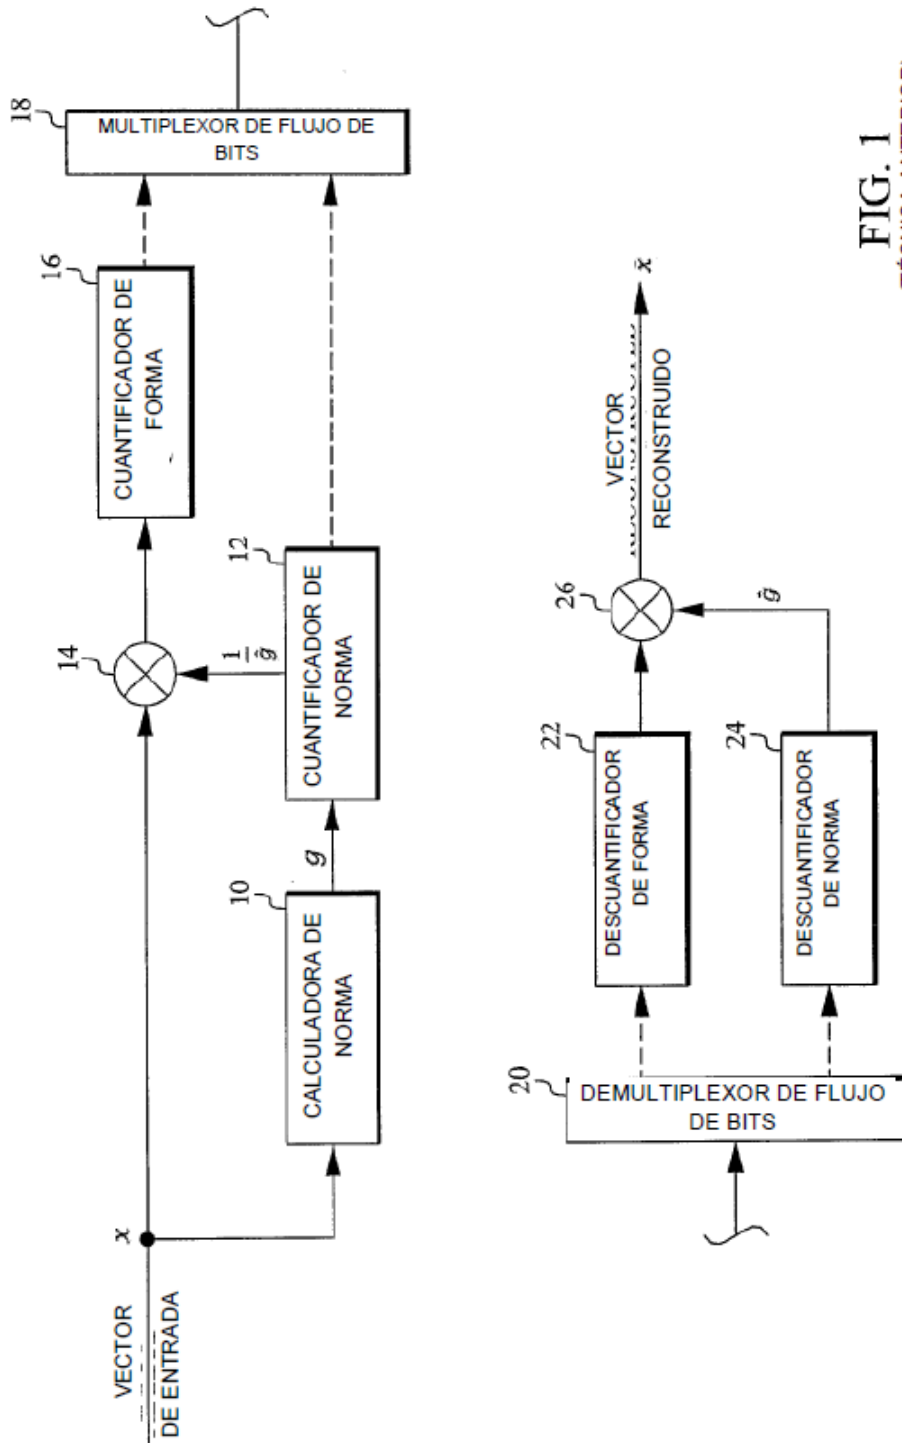 VECTOR
DE ENTRADA
x
10
CALCULADORA DE
NORMA
g
12
CUANTIFICADOR DE
NORMA
1
ĝ
14
16
CUANTIFICADOR DE
FORMA
18
MULTIPLEXOR DE FLUJO DE
BITS
20
DEMULTIPLEXOR DE FLUJO
DE BITS
22
DESCUANTIFICADOR
DE FORMA
24
DESCUANTIFICADOR
DE NORMA
ĝ
26
VECTOR
RECONSTRUIDO
x̂
FIG. 1